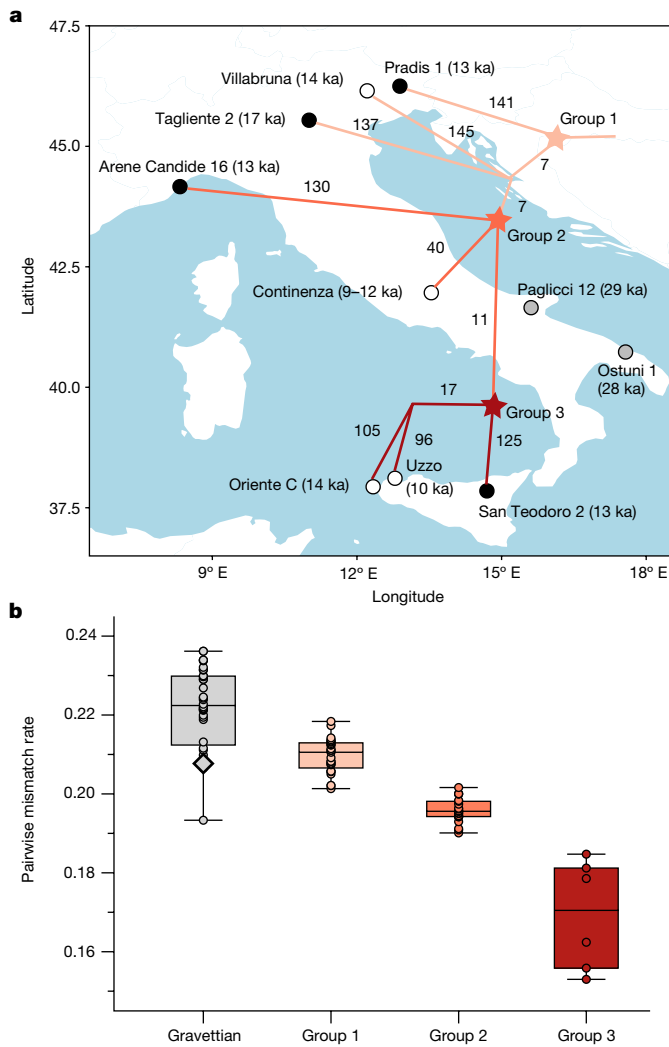 a
47.5
45.0
42.5
40.0
37.5
Latitude
Villabruna (14 ka)
Pradis 1 (13 ka)
Tagliente 2 (17 ka)
141
Group 1
137
145
Arene Candide 16 (13 ka)
7
130
7
Group 2
40
Continenza (9–12 ka)
Paglicci 12 (29 ka)
11
Ostuni 1
(28 ka)
17
Group 3
105
96
125
Uzzo
(10 ka)
Oriente C (14 ka)
San Teodoro 2 (13 ka)
9° E
12° E
15° E
18° E
Longitude
b
0.24
0.22
0.20
0.18
0.16
Pairwise mismatch rate
Gravettian
Group 1
Group 2
Group 3